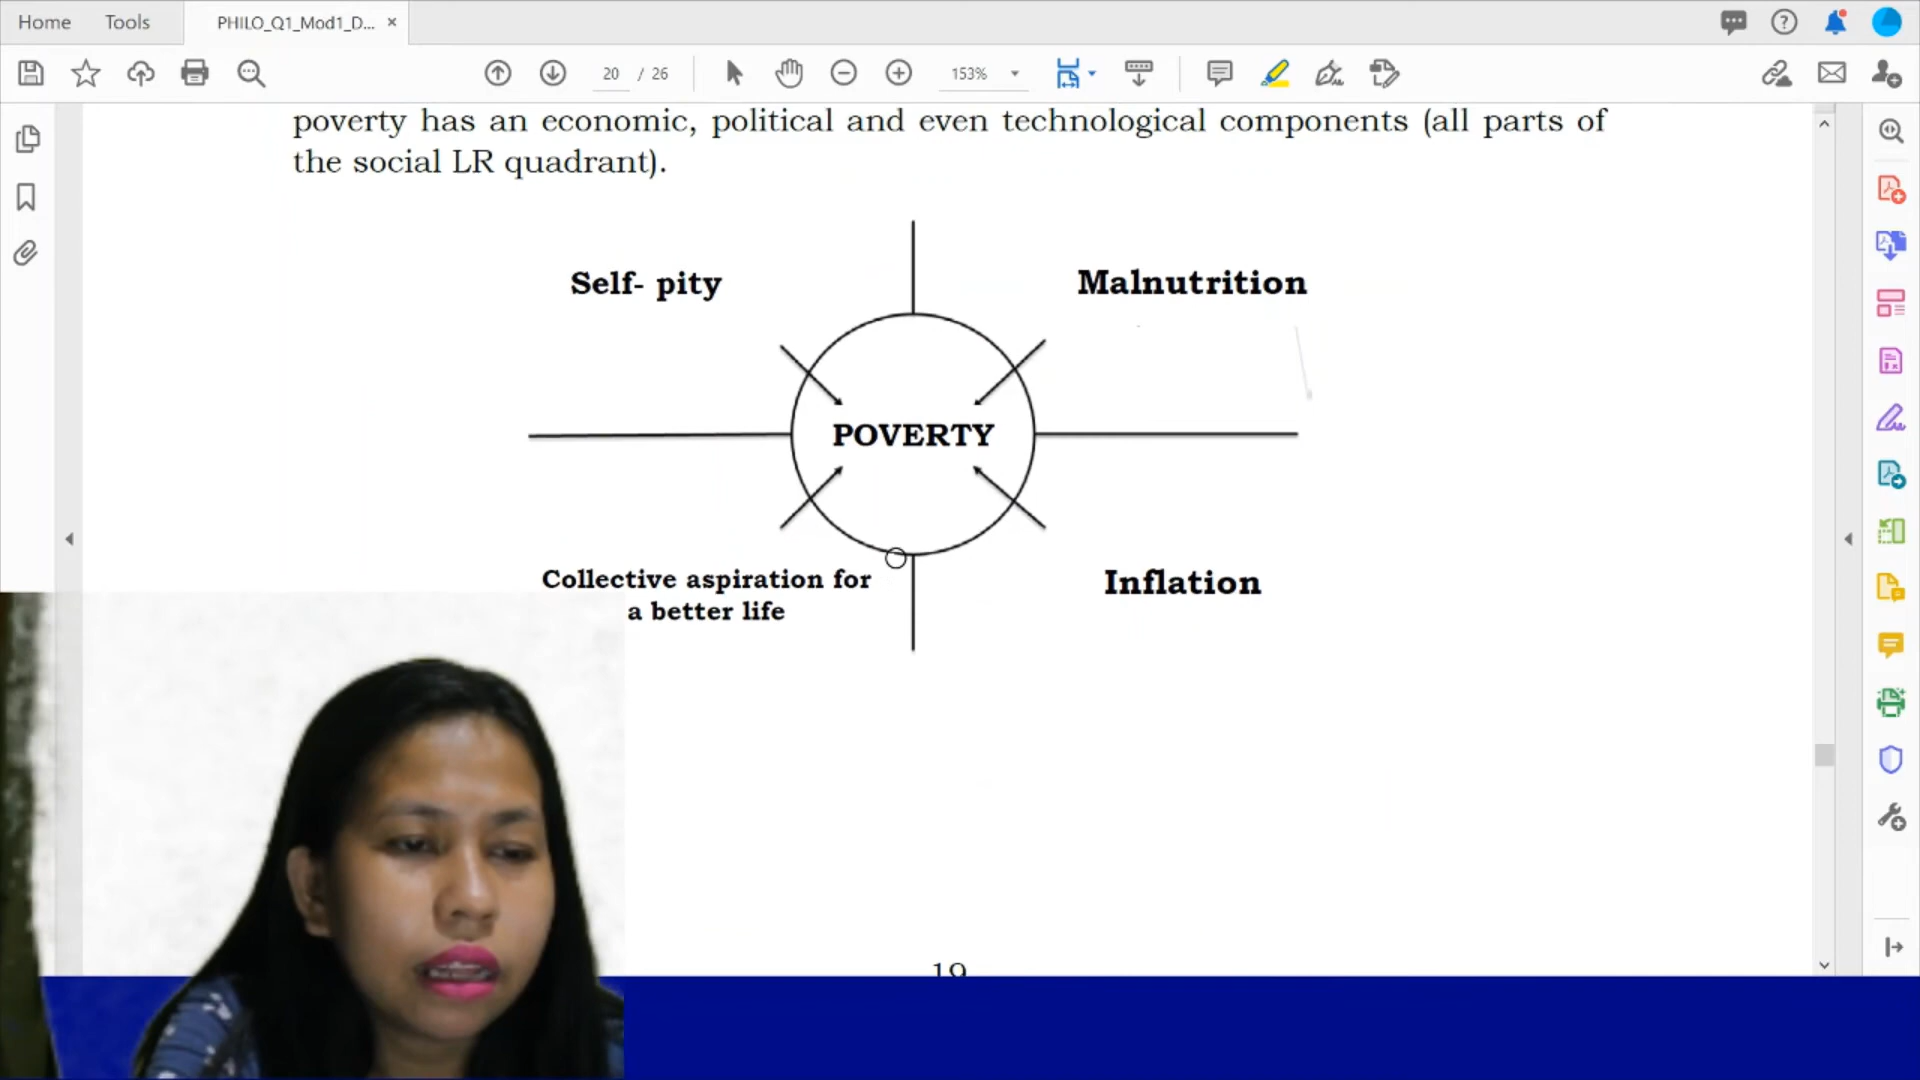 Home Tools PHILO_Q1_Mod1_D... ×
20 / 26 153%
poverty has an economic, political and even technological components (all parts of
the social LR quadrant).
Self- pity Malnutrition
POVERTY
Collective aspiration for
a better life
Inflation
19